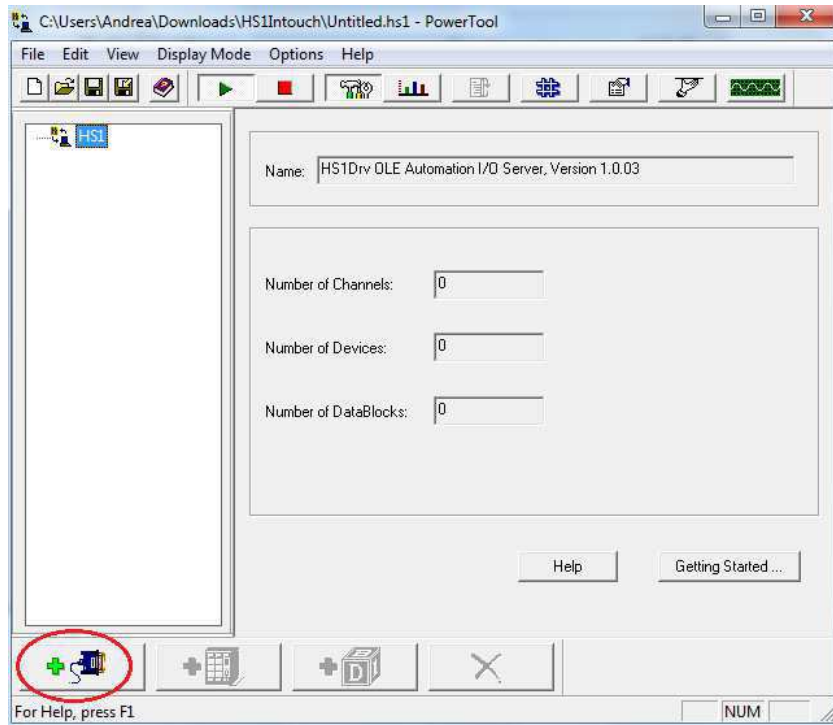 C:\Users\Andrea\Downloads\HS1Intouch\Untitled.hs1 - PowerTool
File Edit View Display Mode Options Help
HS1
Name: HS1Drv OLE Automation I/O Server, Version 1.0.03
Number of Channels: 0
Number of Devices: 0
Number of DataBlocks: 0
Help Getting Started ...
D
For Help, press F1 NUM